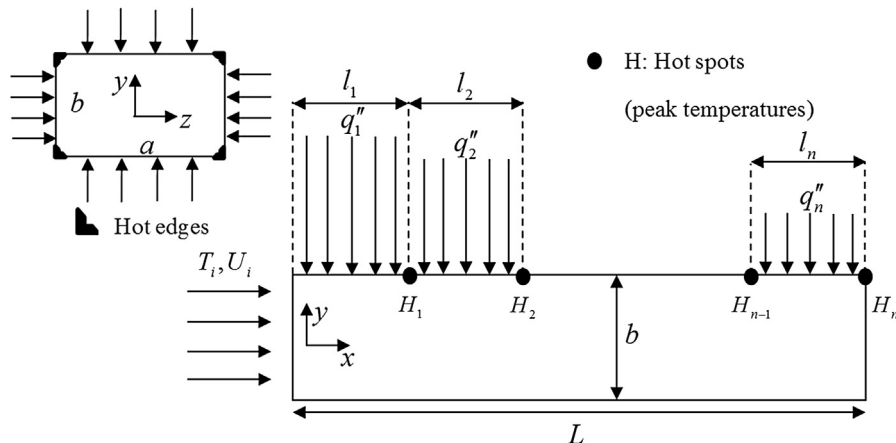 y
b
z
a
Hot edges
H: Hot spots
(peak temperatures)
l₁
l₂
lₙ
q″₁
q″₂
q″ₙ
Tᵢ, Uᵢ
H₁
H₂
Hₙ₋₁
Hₙ
y
x
b
L